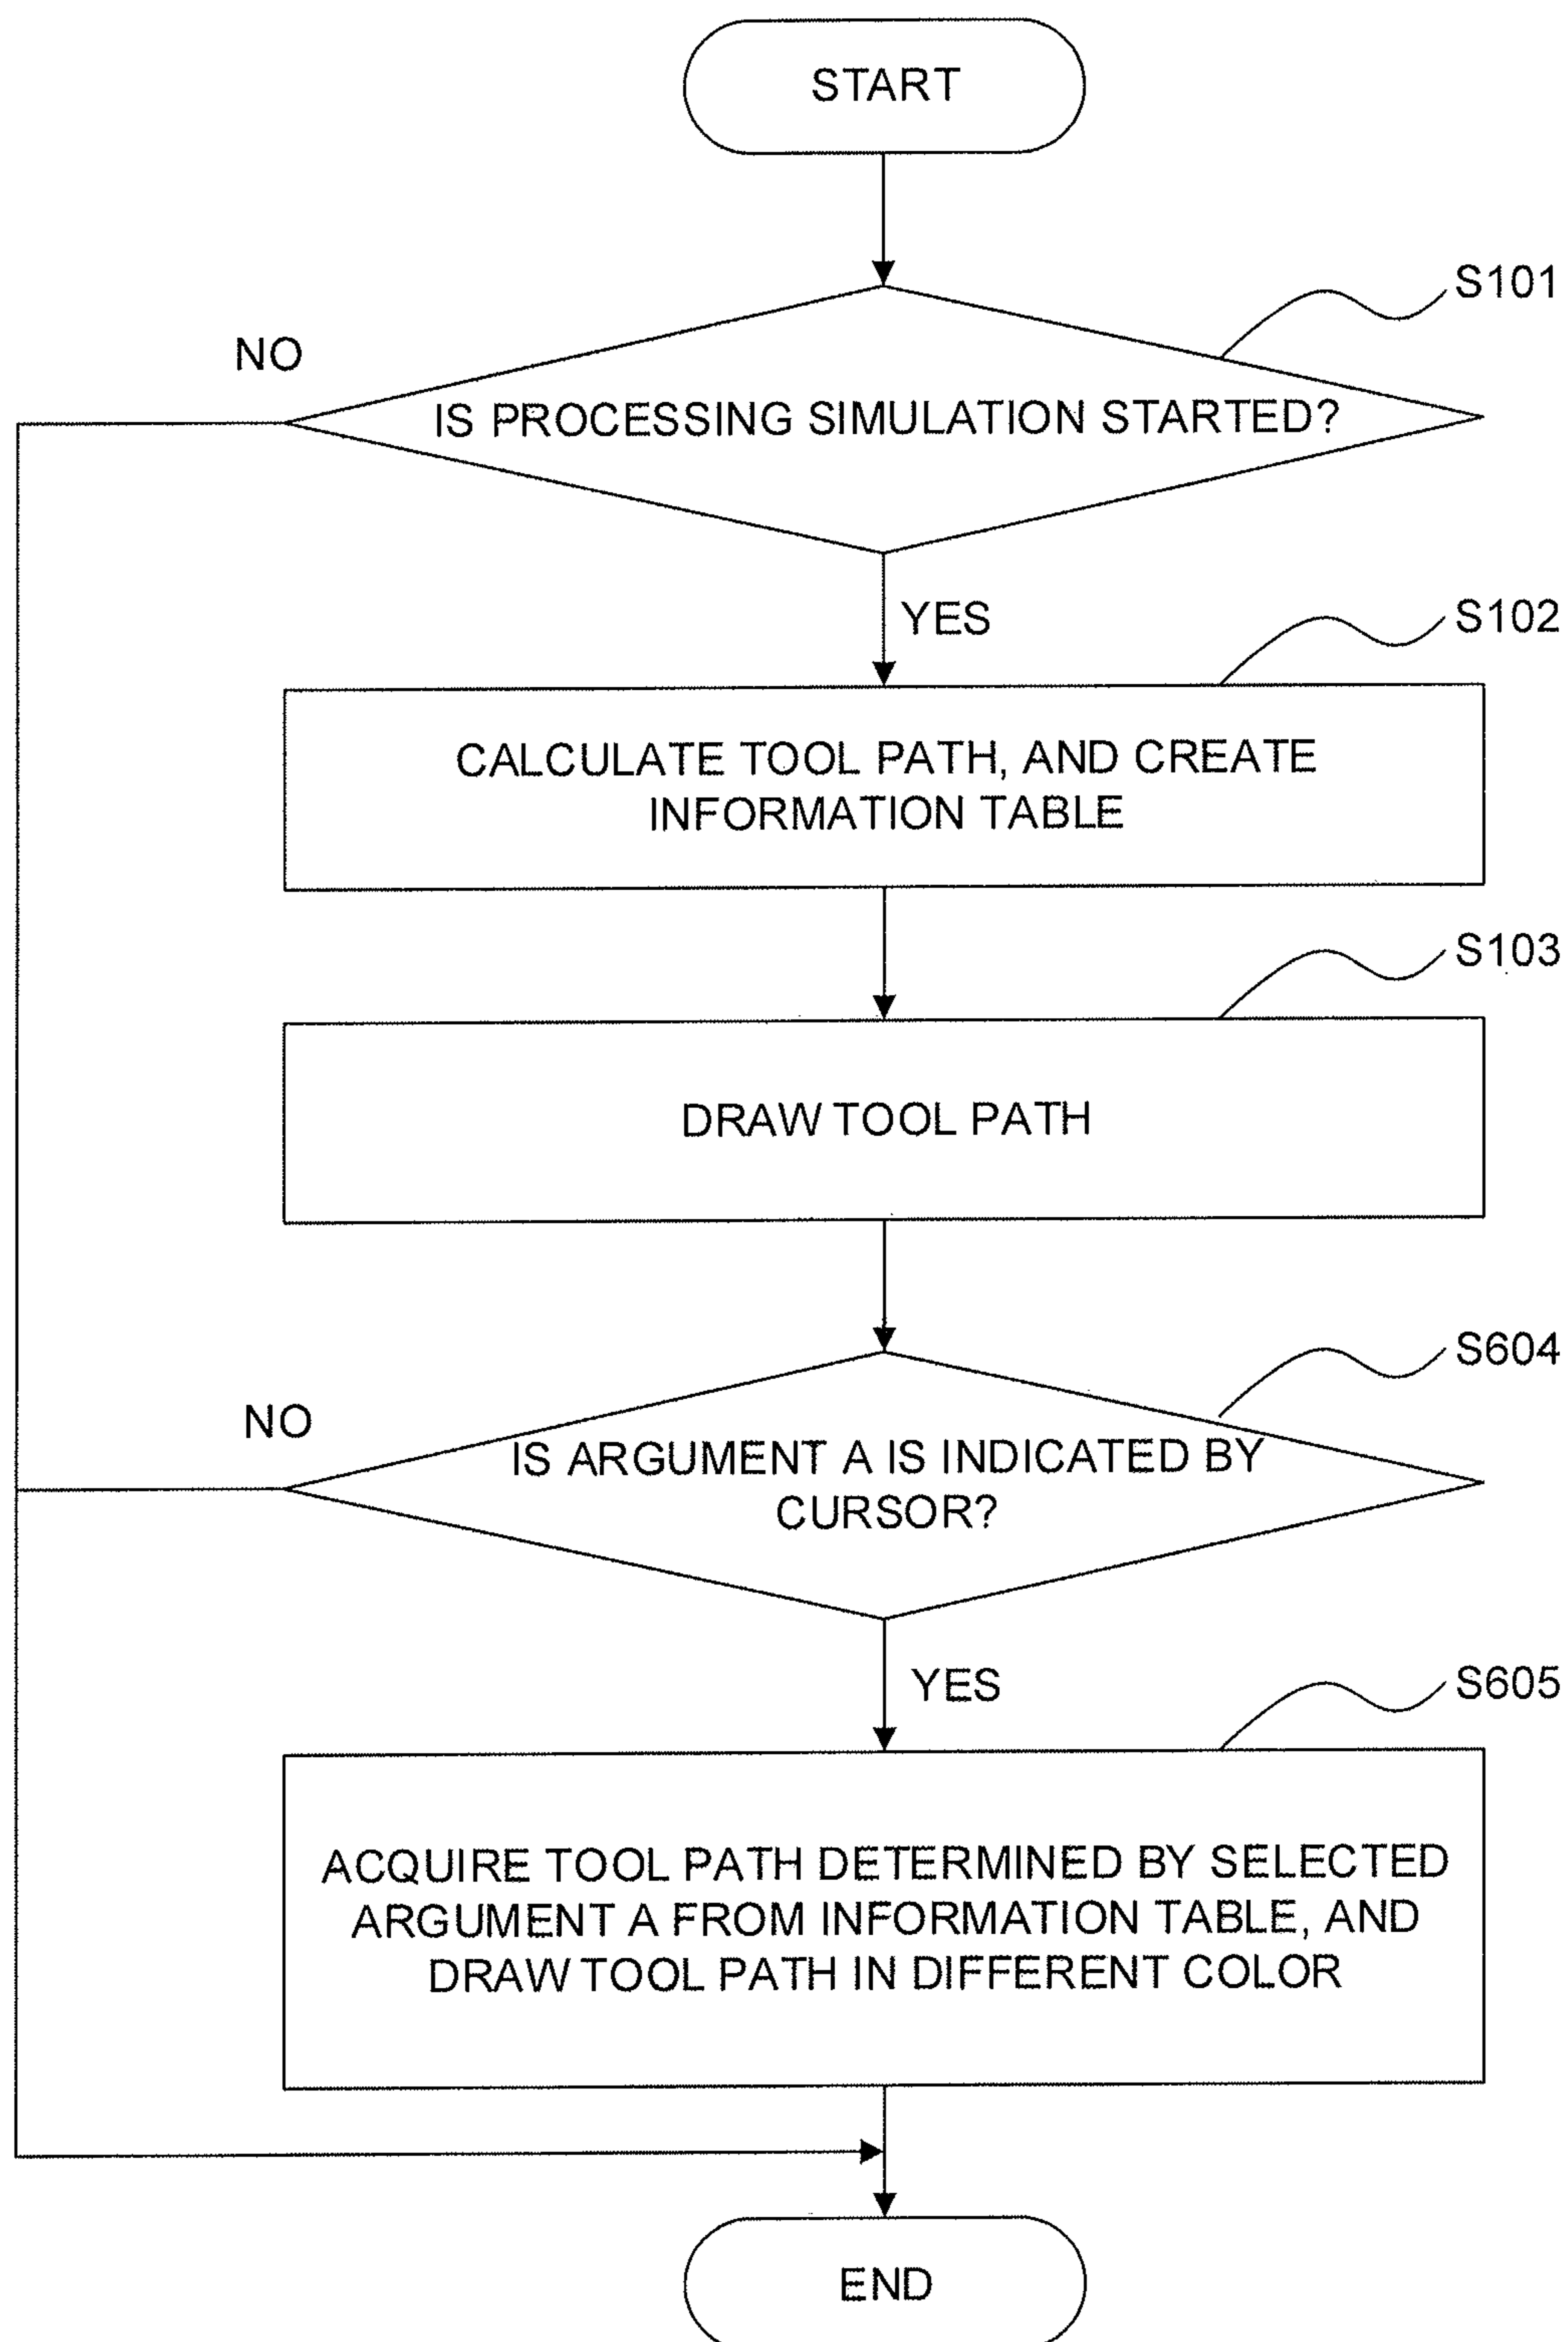 START
S101
NO
IS PROCESSING SIMULATION STARTED?
YES
S102
CALCULATE TOOL PATH, AND CREATE
INFORMATION TABLE
S103
DRAW TOOL PATH
S604
NO
IS ARGUMENT A IS INDICATED BY
CURSOR?
YES
S605
ACQUIRE TOOL PATH DETERMINED BY SELECTED
ARGUMENT A FROM INFORMATION TABLE, AND
DRAW TOOL PATH IN DIFFERENT COLOR
END